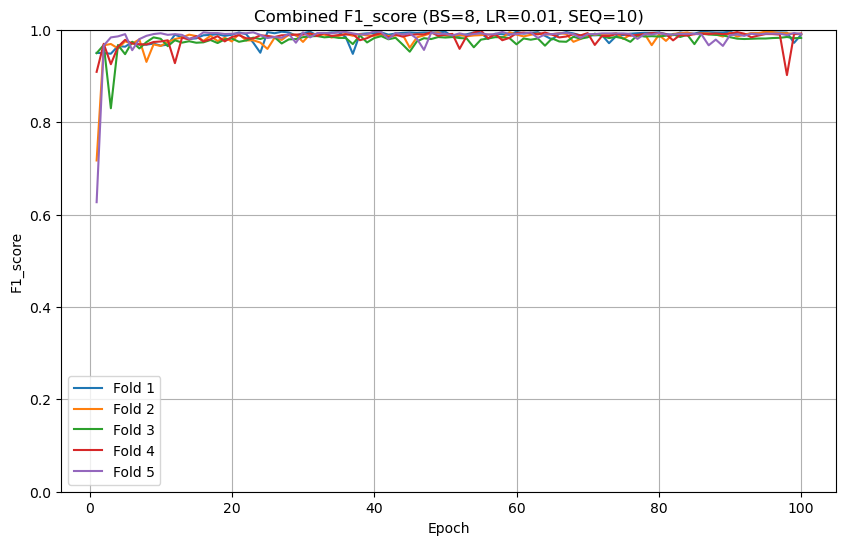 Combined F1_score (BS=8, LR=0.01, SEQ=10)
F1_score
1.0
0.8
0.6
0.4
0.2
0.0
Fold 1
Fold 2
Fold 3
Fold 4
Fold 5
0 20 40 60 80 100
Epoch